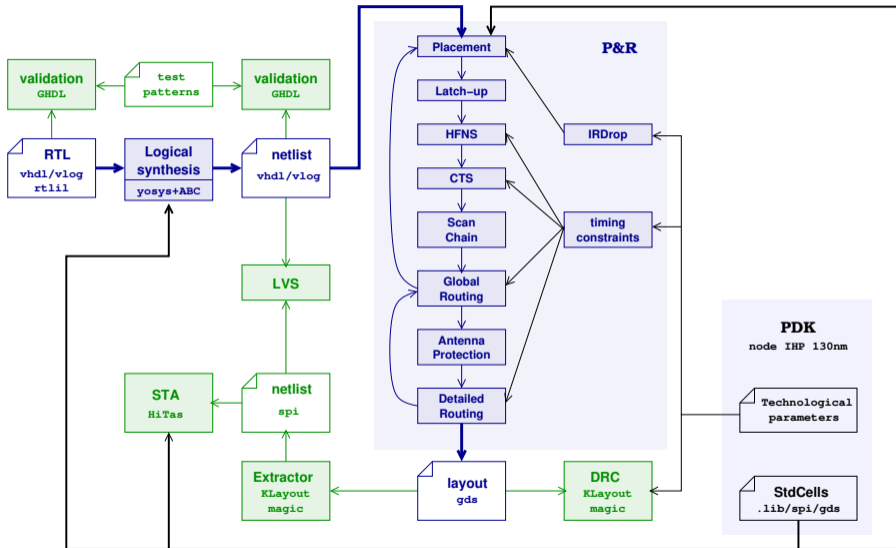 Placement
P&R
validation
GHDL
test
patterns
validation
GHDL
Latch-up
HFNS
IRDrop
RTL
vhdl/vlog
rtlil
Logical
synthesis
yosys+ABC
netlist
vhdl/vlog
CTS
Scan
Chain
timing
constraints
LVS
Global
Routing
PDK
node IHP 130nm
Antenna
Protection
STA
HiTas
netlist
spi
Detailed
Routing
Technological
parameters
Extractor
KLayout
magic
layout
gds
DRC
KLayout
magic
StdCells
.lib/spi/gds